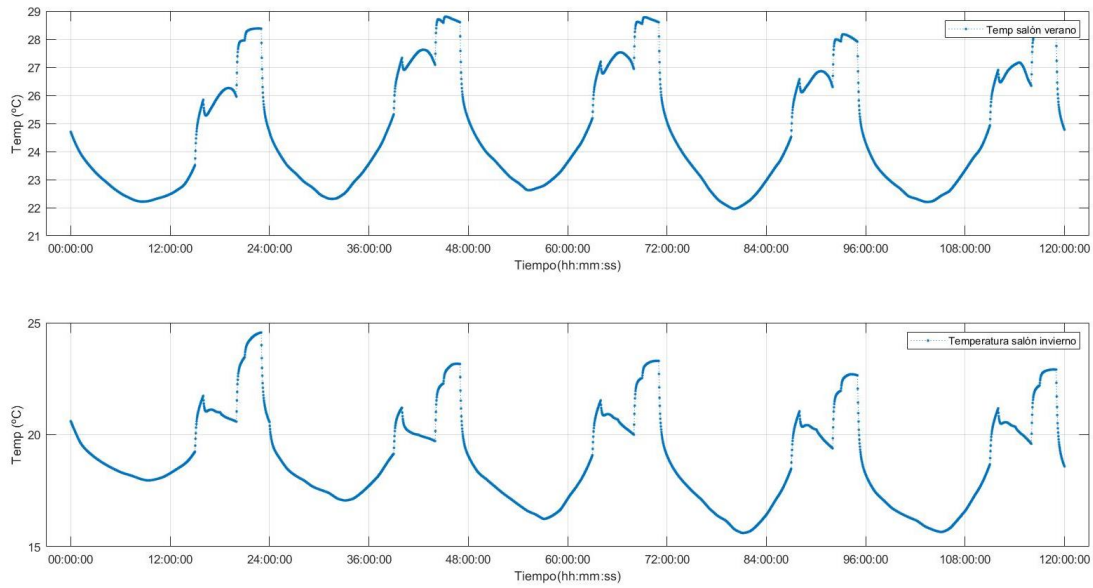 29
28
27
26
25
24
23
22
21
Temp (ºC)
Temp salón verano
00:00:00 12:00:00 24:00:00 36:00:00 48:00:00 60:00:00 72:00:00 84:00:00 96:00:00 108:00:00 120:00:00
Tiempo(hh:mm:ss)
25
20
15
Temp (ºC)
Temperatura salón invierno
00:00:00 12:00:00 24:00:00 36:00:00 48:00:00 60:00:00 72:00:00 84:00:00 96:00:00 108:00:00 120:00:00
Tiempo(hh:mm:ss)